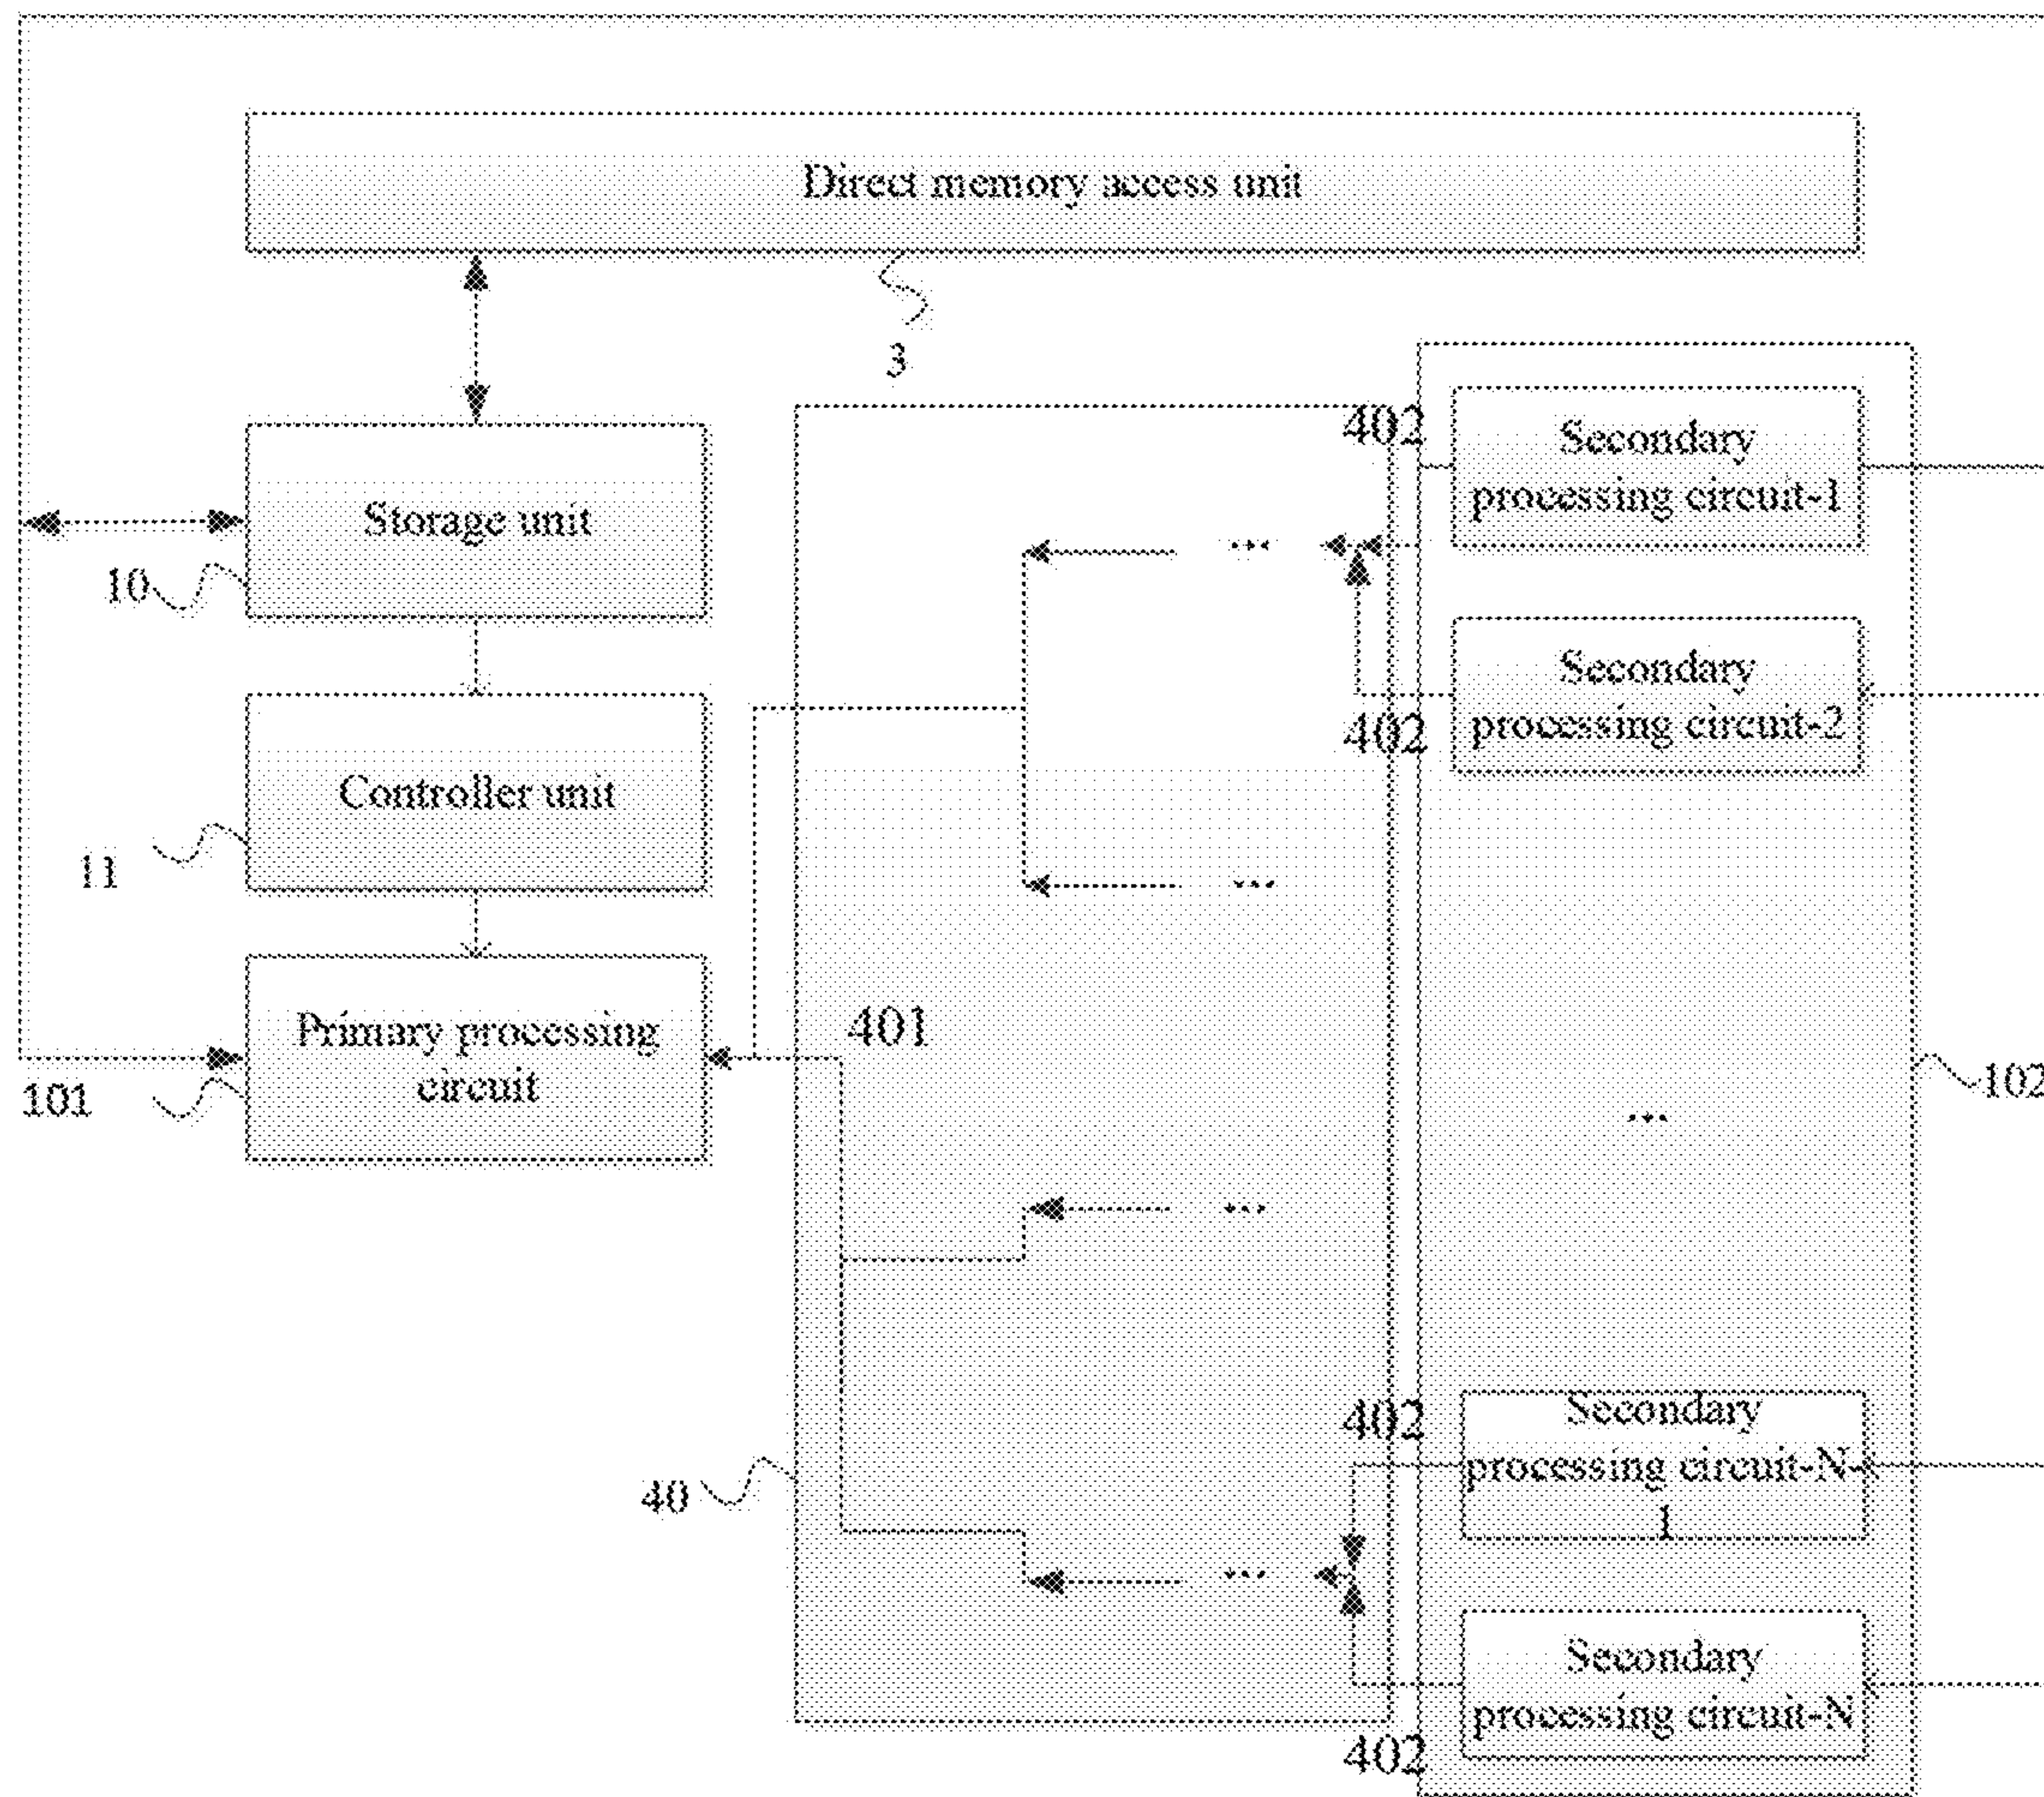 Direct memory access unit
3
402
Secondary
processing circuit-1
Storage unit
...
10
Secondary
processing circuit-2
402
Controller unit
11
...
401
Primary processing
circuit
101
102
...
...
402
Secondary
processing circuit-N-
1
40
...
Secondary
processing circuit-N
402